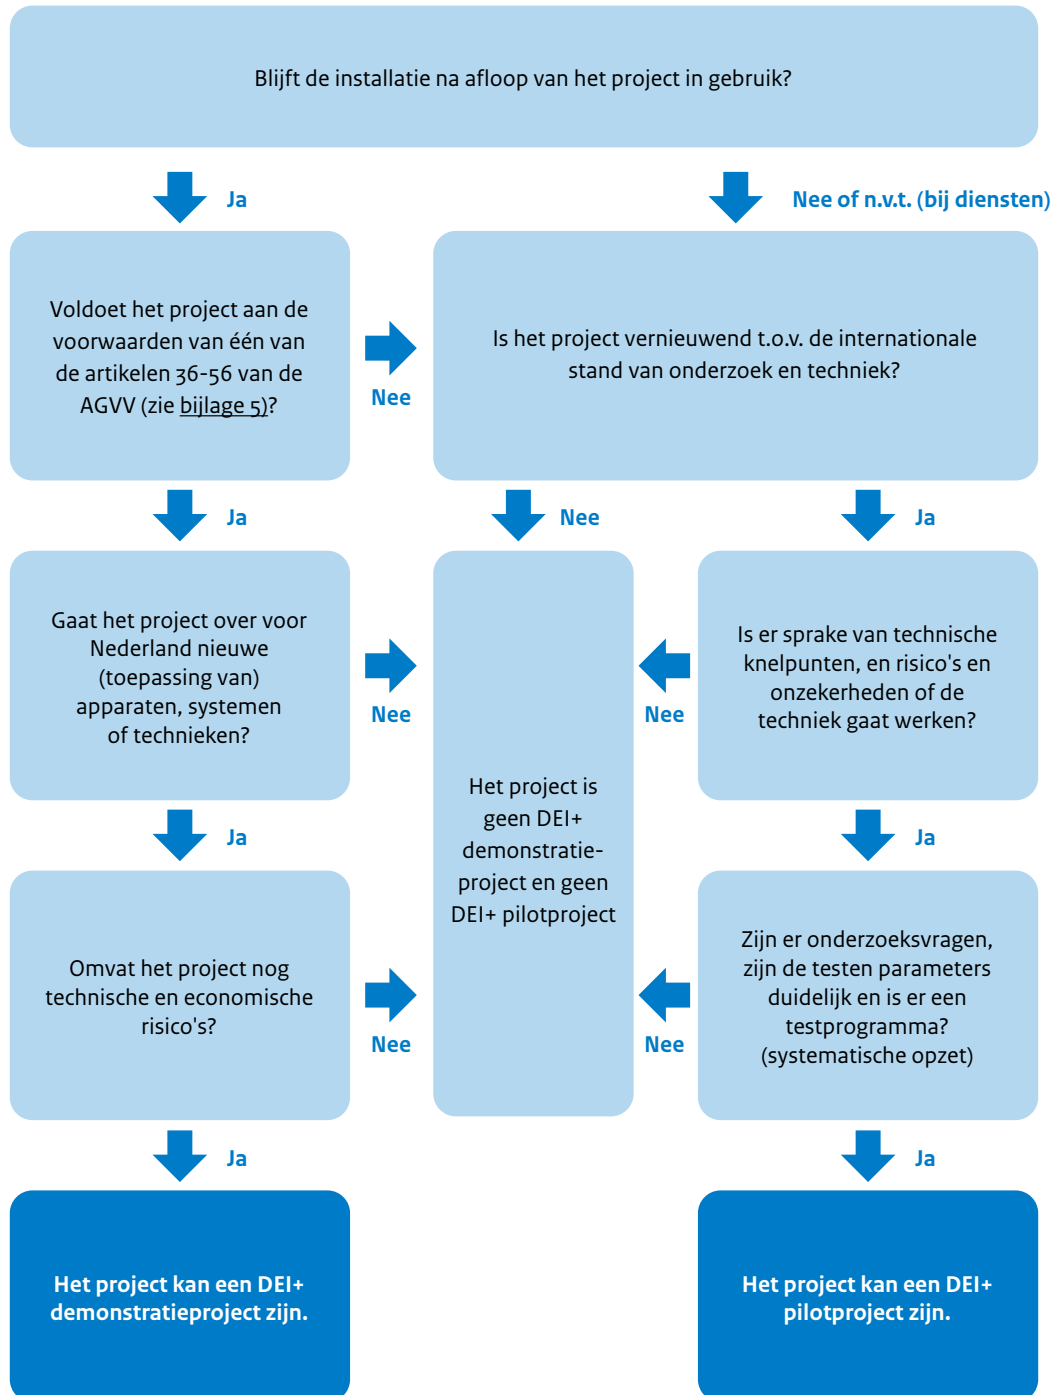 Blijft de installatie na afloop van het project in gebruik?
Ja
Nee of n.v.t. (bij diensten)
Voldoet het project aan de
voorwaarden van één van
de artikelen 36-56 van de
AGVV (zie bijlage 5)?
Nee
Is het project vernieuwend t.o.v. de internationale
stand van onderzoek en techniek?
Ja
Nee
Ja
Gaat het project over voor
Nederland nieuwe
(toepassing van)
apparaten, systemen
of technieken?
Nee
Het project is
geen DEI+
demonstratie-
project en geen
DEI+ pilotproject
Nee
Is er sprake van technische
knelpunten, en risico's en
onzekerheden of de
techniek gaat werken?
Ja
Ja
Omvat het project nog
technische en economische
risico's?
Nee
Nee
Zijn er onderzoeksvragen,
zijn de testen parameters
duidelijk en is er een
testprogramma?
(systematische opzet)
Ja
Ja
Het project kan een DEI+
demonstratieproject zijn.
Het project kan een DEI+
pilotproject zijn.